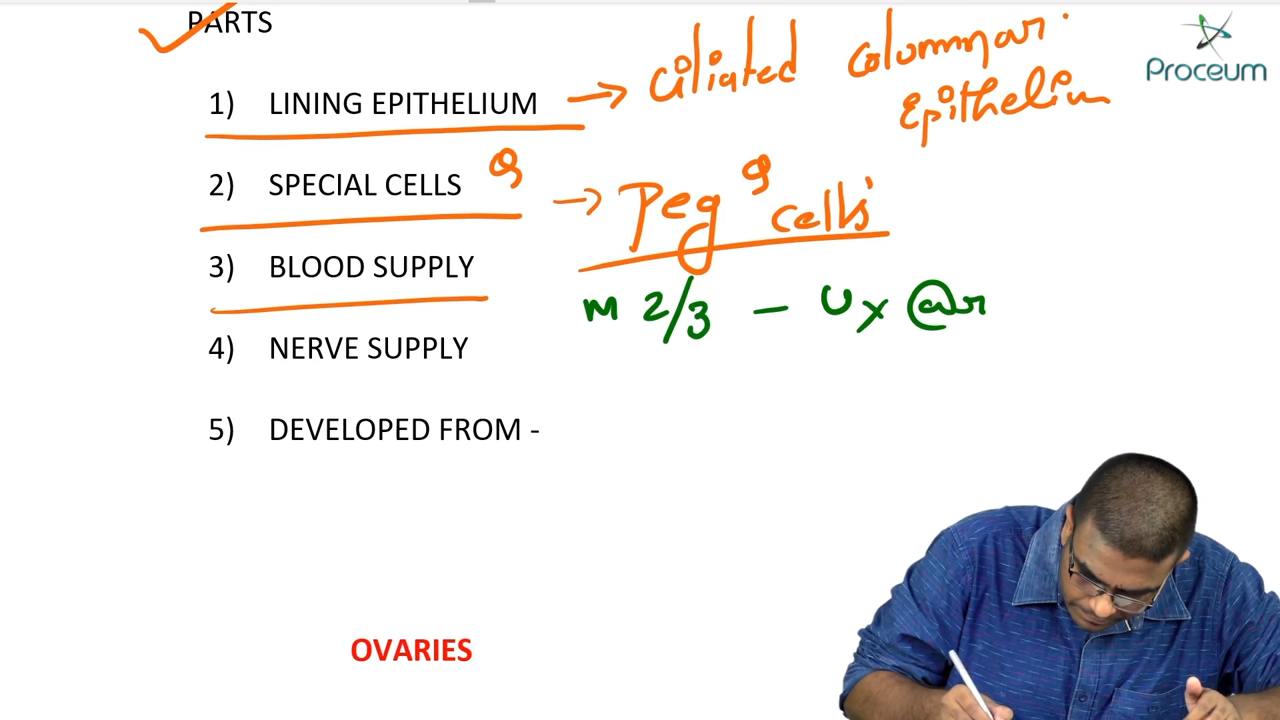 PARTS
Proceum
1) LINING EPITHELIUM → ciliated columnar
Epithelium
2) SPECIAL CELLS → Peg cells
3) BLOOD SUPPLY
m 2/3 –
4) NERVE SUPPLY
5) DEVELOPED FROM -
OVARIES